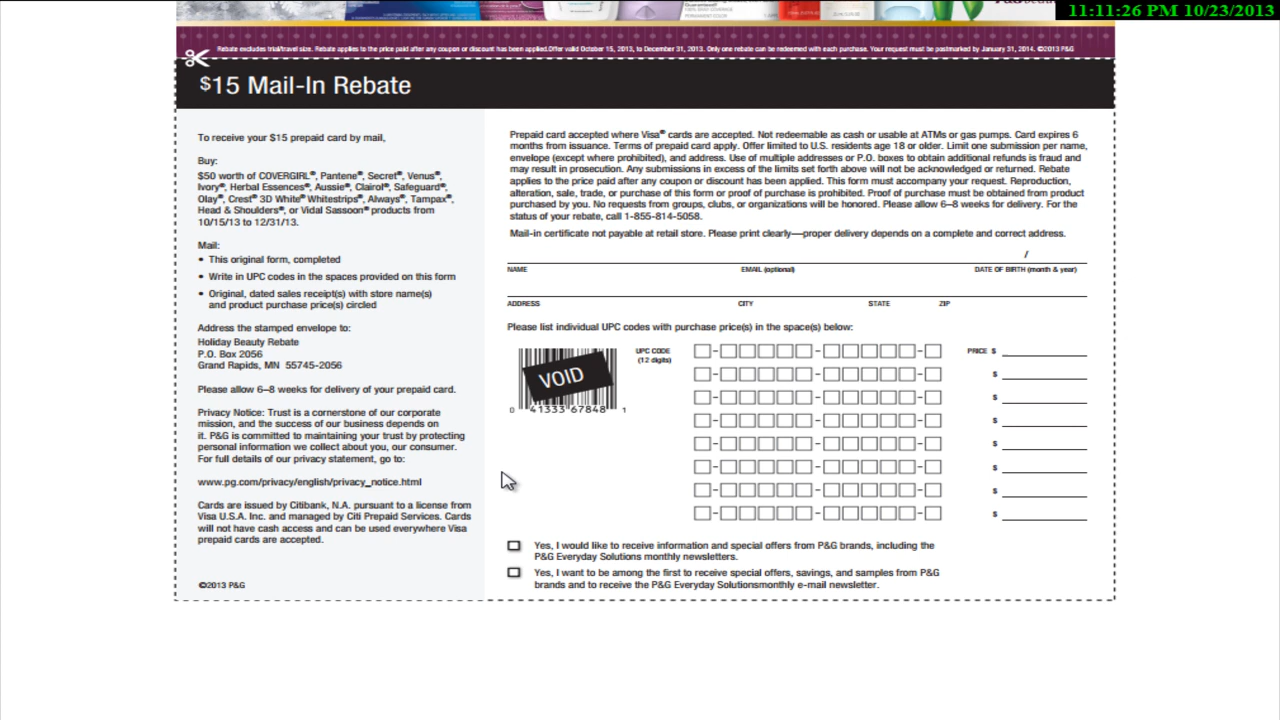 11:11:26 PM 10/23/2013
Rebate excludes trial/travel size. Rebate applies to the price paid after any coupon or discount has been applied.Offer valid October 15, 2013, to December 31, 2013. Only one rebate can be redeemed with each purchase. Your request must be postmarked by January 31, 2014. ©2013 P&G
$15 Mail-In Rebate
To receive your $15 prepaid card by mail,
Buy:
$50 worth of COVERGIRL®, Pantene®, Secret®, Venus®,
Ivory®, Herbal Essences®, Aussie®, Clairol®, Safeguard®,
Olay®, Crest® 3D White® Whitestrips®, Always®, Tampax®,
Head & Shoulders®, or Vidal Sassoon® products from
10/15/13 to 12/31/13.
Mail:
• This original form, completed
• Write in UPC codes in the spaces provided on this form
• Original, dated sales receipt(s) with store name(s)
and product purchase price(s) circled
Address the stamped envelope to:
Holiday Beauty Rebate
P.O. Box 2056
Grand Rapids, MN 55745-2056
Please allow 6–8 weeks for delivery of your prepaid card.
Privacy Notice: Trust is a cornerstone of our corporate
mission, and the success of our business depends on
it. P&G is committed to maintaining your trust by protecting
personal information we collect about you, our consumer.
For full details of our privacy statement, go to:
www.pg.com/privacy/english/privacy_notice.html
Cards are issued by Citibank, N.A. pursuant to a license from
Visa U.S.A. Inc. and managed by Citi Prepaid Services. Cards
will not have cash access and can be used everywhere Visa
prepaid cards are accepted.
©2013 P&G
Prepaid card accepted where Visa® cards are accepted. Not redeemable as cash or usable at ATMs or gas pumps. Card expires 6
months from issuance. Terms of prepaid card apply. Offer limited to U.S. residents age 18 or older. Limit one submission per name,
envelope (except where prohibited), and address. Use of multiple addresses or P.O. boxes to obtain additional refunds is fraud and
may result in prosecution. Any submissions in excess of the limits set forth above will not be acknowledged or returned. Rebate
applies to the price paid after any coupon or discount has been applied. This form must accompany your request. Reproduction,
alteration, sale, trade, or purchase of this form or proof of purchase is prohibited. Proof of purchase must be obtained from product
purchased by you. No requests from groups, clubs, or organizations will be honored. Please allow 6–8 weeks for delivery. For the
status of your rebate, call 1-855-814-5058.
Mail-in certificate not payable at retail store. Please print clearly—proper delivery depends on a complete and correct address.
/
NAME EMAIL (optional) DATE OF BIRTH (month & year)
ADDRESS CITY STATE ZIP
Please list individual UPC codes with purchase price(s) in the space(s) below:
VOID
0 41333 67848 1
UPC CODE
(12 digits)
PRICE $
$
$
$
$
$
$
$
Yes, I would like to receive information and special offers from P&G brands, including the
P&G Everyday Solutions monthly newsletters.
Yes, I want to be among the first to receive special offers, savings, and samples from P&G
brands and to receive the P&G Everyday Solutionsmonthly e-mail newsletter.